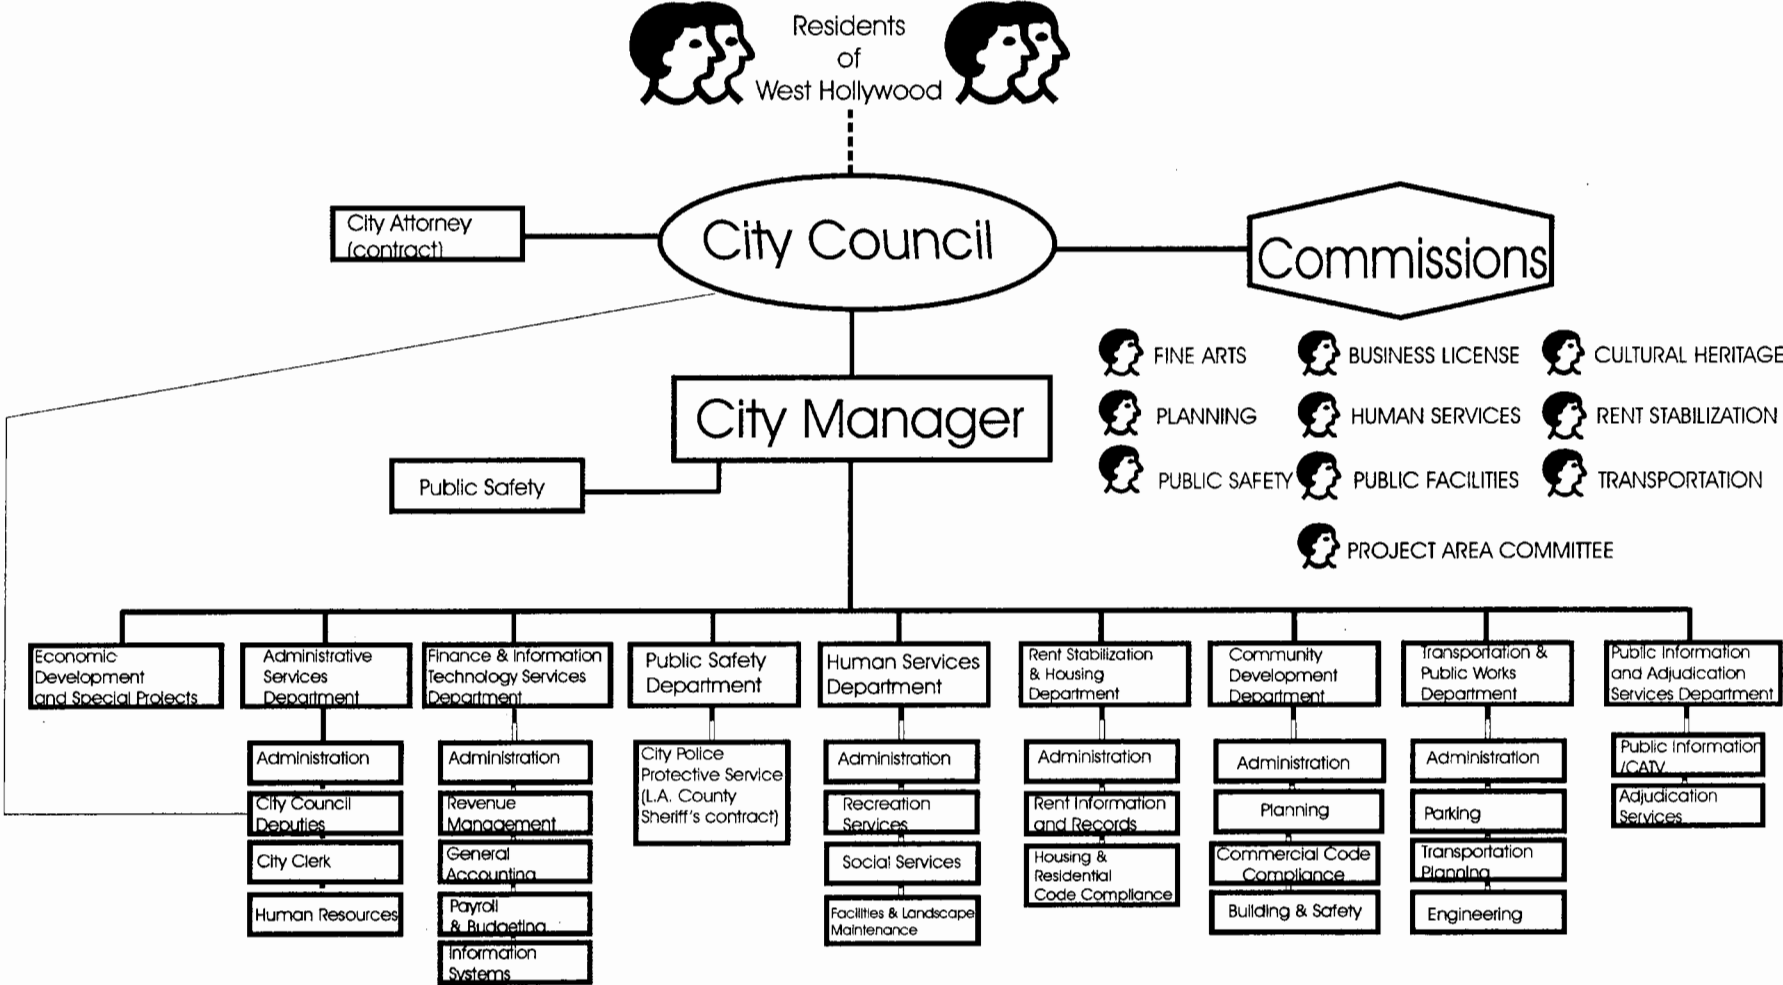 Residents
of
West Hollywood
City Attorney
(contract)
City Council
Commissions
FINE ARTS
BUSINESS LICENSE
CULTURAL HERITAGE
PLANNING
HUMAN SERVICES
RENT STABILIZATION
PUBLIC SAFETY
PUBLIC FACILITIES
TRANSPORTATION
PROJECT AREA COMMITTEE
City Manager
Public Safety
Economic
Development
and Special Projects
Administrative
Services
Department
Finance & Information
Technology Services
Department
Public Safety
Department
Human Services
Department
Rent Stabilization
& Housing
Department
Community
Development
Department
Transportation &
Public Works
Department
Public Information
and Adjudication
Services Department
Administration
City Council
Deputies
City Clerk
Human Resources
Administration
Revenue
Management
General
Accounting
Payroll
& Budgeting
Information
Systems
City Police
Protective Service
(L.A. County
Sheriff's contract)
Administration
Recreation
Services
Social Services
Facilities & Landscape
Maintenance
Administration
Rent Information
and Records
Housing &
Residential
Code Compliance
Administration
Planning
Commercial Code
Compliance
Building & Safety
Administration
Parking
Transportation
Planning
Engineering
Public Information
/CATV
Adjudication
Services